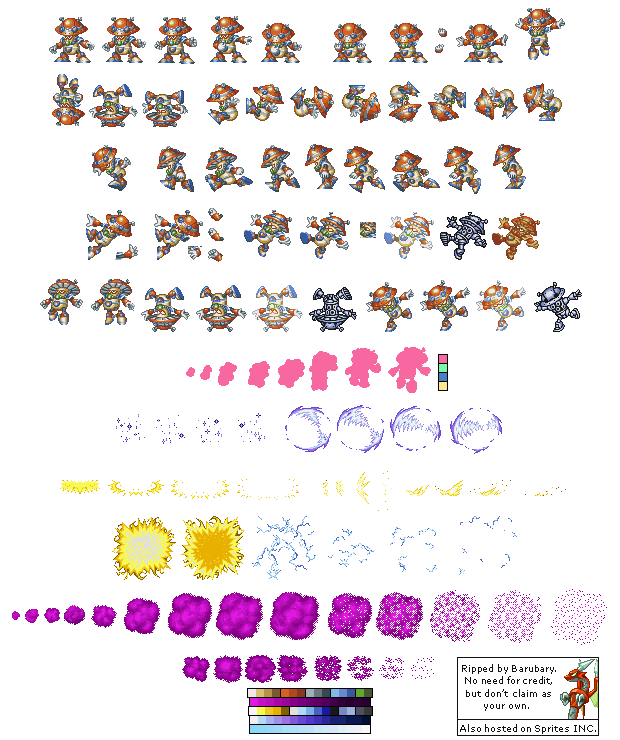 Ripped by Barubary.
No need for credit,
but don't claim as
your own.
Also hosted on Sprites INC.